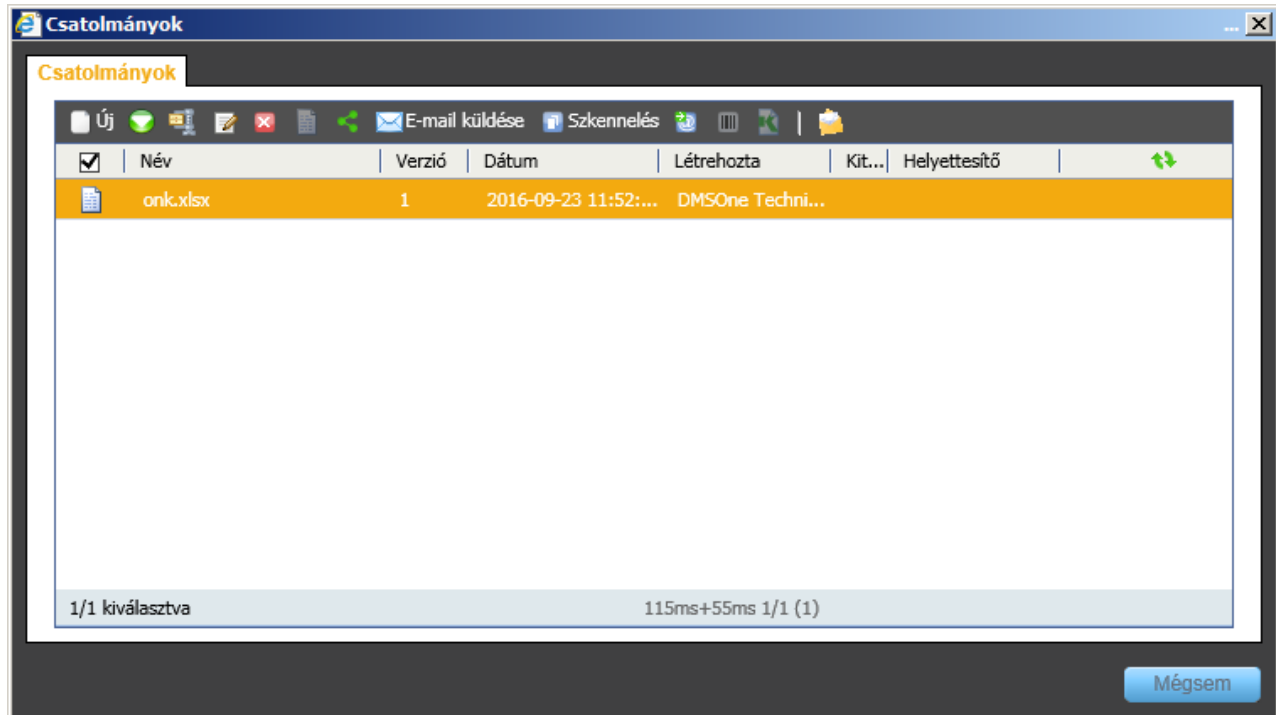 Csatolmányok ...
Csatolmányok
Új E-mail küldése Szkennelés |
Név Verzió Dátum Létrehozta Kit... Helyettesítő
onk.xlsx 1 2016-09-23 11:52:... DMSOne Techni...
1/1 kiválasztva 115ms+55ms 1/1 (1)
Mégsem